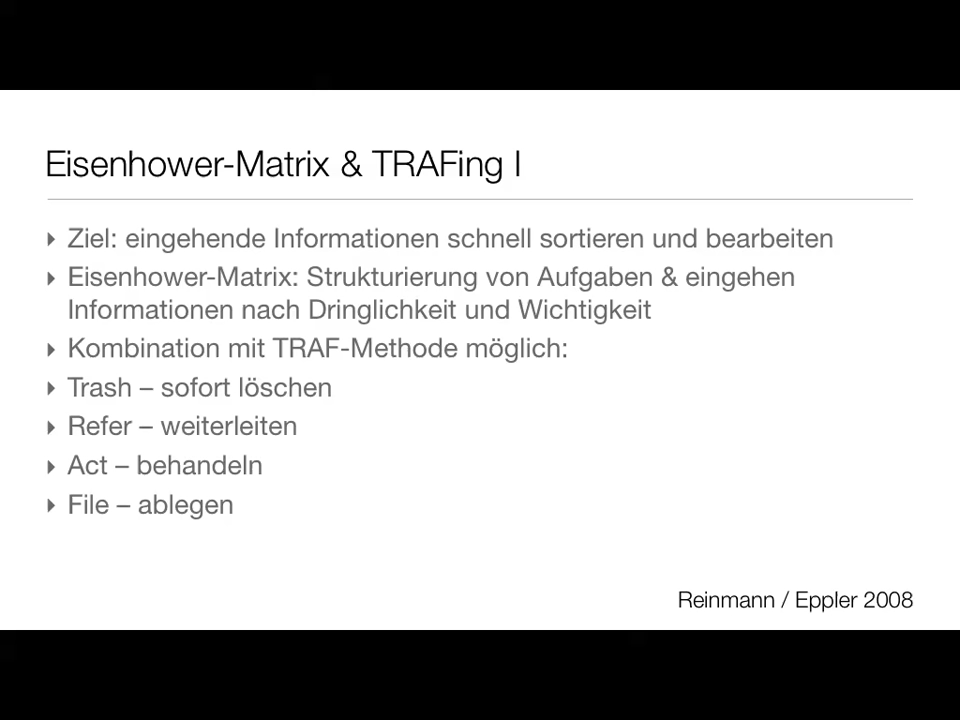 Eisenhower-Matrix & TRAFing I
‣ Ziel: eingehende Informationen schnell sortieren und bearbeiten
‣ Eisenhower-Matrix: Strukturierung von Aufgaben & eingehen
Informationen nach Dringlichkeit und Wichtigkeit
‣ Kombination mit TRAF-Methode möglich:
‣ Trash – sofort löschen
‣ Refer – weiterleiten
‣ Act – behandeln
‣ File – ablegen
Reinmann / Eppler 2008